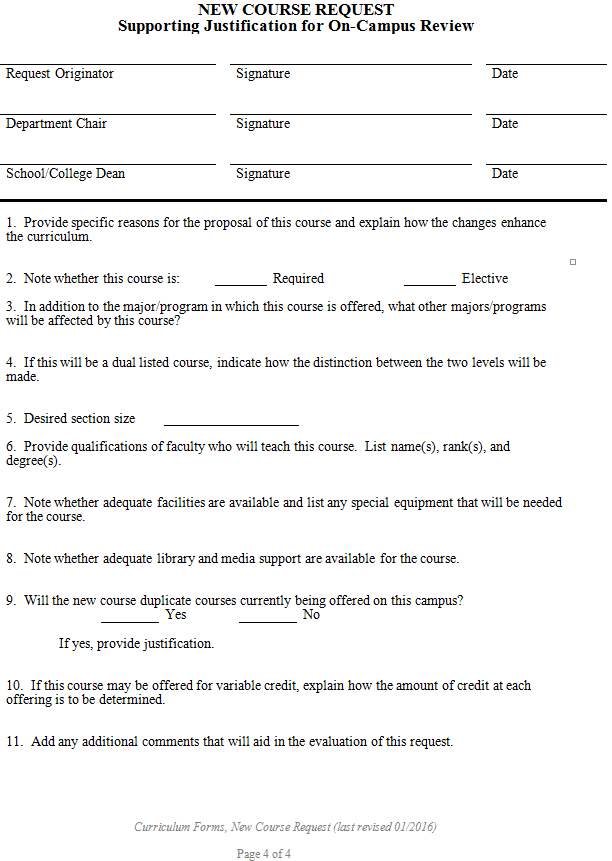 NEW COURSE REQUEST
Supporting Justification for On-Campus Review
Request Originator Signature Date
Department Chair Signature Date
School/College Dean Signature Date
1. Provide specific reasons for the proposal of this course and explain how the changes enhance
the curriculum.
2. Note whether this course is: _______ Required _______ Elective
3. In addition to the major/program in which this course is offered, what other majors/programs
will be affected by this course?
4. If this will be a dual listed course, indicate how the distinction between the two levels will be
made.
5. Desired section size __________________
6. Provide qualifications of faculty who will teach this course. List name(s), rank(s), and
degree(s).
7. Note whether adequate facilities are available and list any special equipment that will be needed
for the course.
8. Note whether adequate library and media support are available for the course.
9. Will the new course duplicate courses currently being offered on this campus?
________ Yes ________ No
If yes, provide justification.
10. If this course may be offered for variable credit, explain how the amount of credit at each
offering is to be determined.
11. Add any additional comments that will aid in the evaluation of this request.
Curriculum Forms, New Course Request (last revised 01/2016)
Page 4 of 4